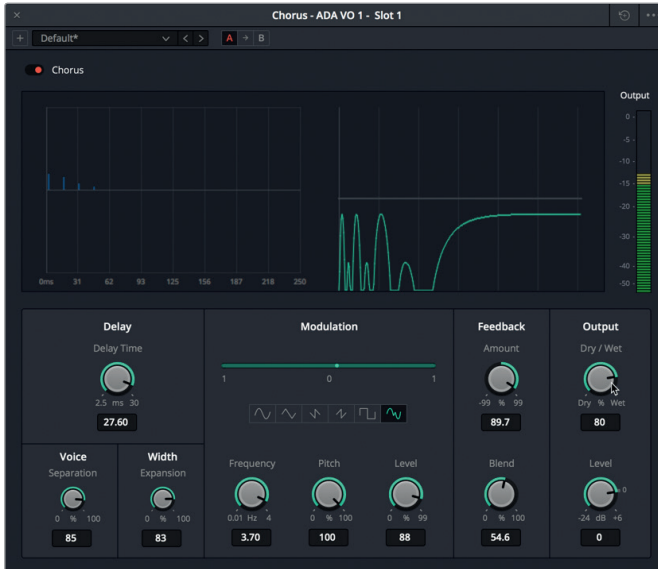 Chorus - ADA VO 1 - Slot 1
Default*
A
B
Chorus
Output
0
-5
-10
-15
-20
-30
-40
-50
0ms 31 62 93 125 156 187 218 250
Delay
Delay Time
2.5 ms 30
27.60
Voice
Separation
0 % 100
85
Width
Expansion
0 % 100
83
Modulation
1 0 1
Frequency
0.01 Hz 4
3.70
Pitch
0 % 100
100
Level
0 % 99
88
Feedback
Amount
-99 % 99
89.7
Blend
0 % 100
54.6
Output
Dry / Wet
Dry % Wet
80
Level
0
-24 dB +6
0